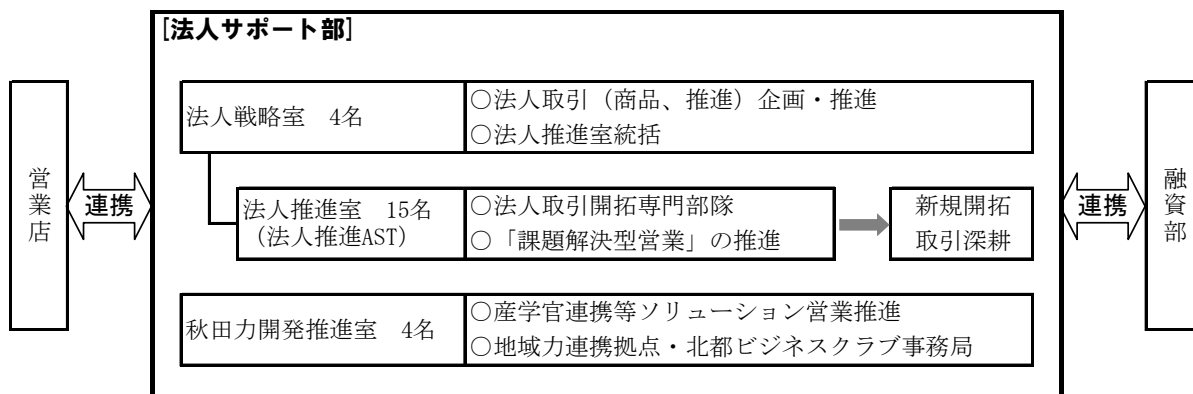 [法人サポート部]
営業店
連携
法人戦略室 4名
○法人取引（商品、推進）企画・推進
○法人推進室統括
法人推進室 15名
（法人推進AST）
○法人取引開拓専門部隊
○「課題解決型営業」の推進
新規開拓
取引深耕
秋田力開発推進室 4名
○産学官連携等ソリューション営業推進
○地域力連携拠点・北都ビジネスクラブ事務局
連携
融資部